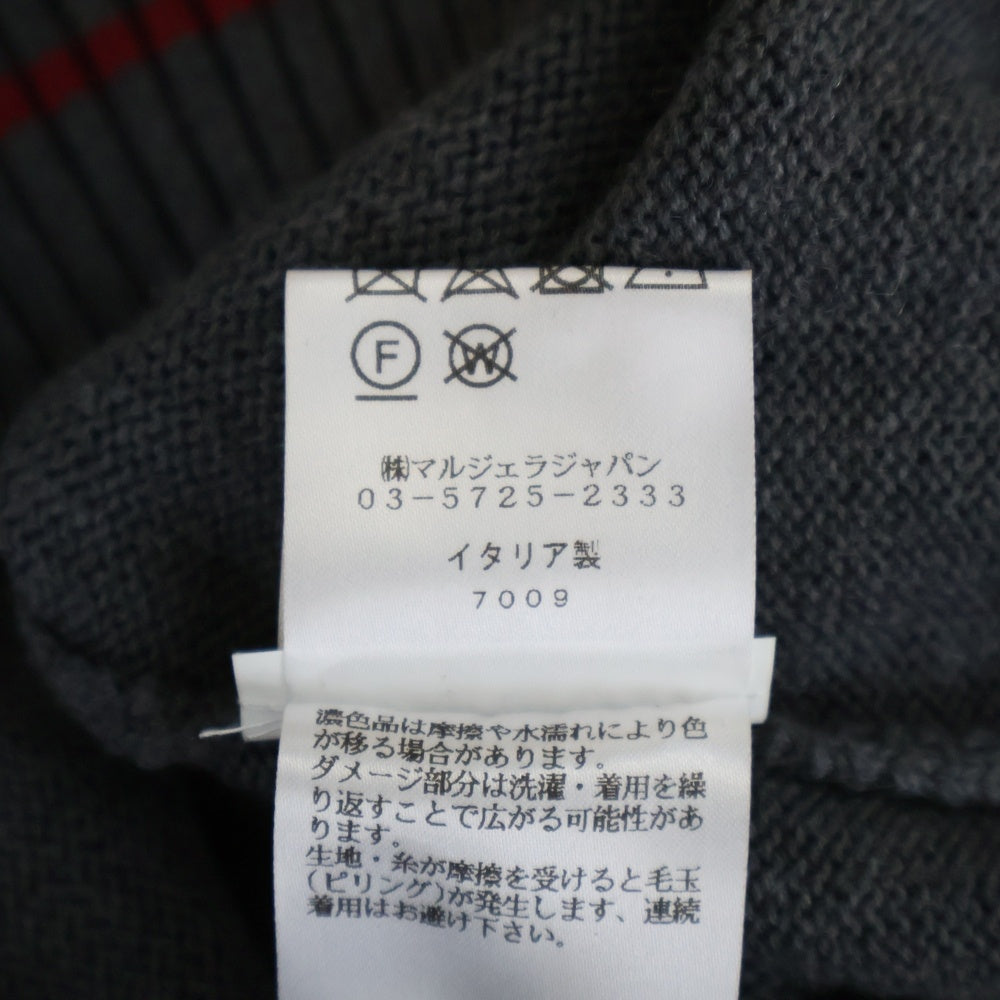 F W
㈱マルジェラジャパン
03-5725-2333
イタリア製
7009
濃色品は摩擦や水濡れにより色
が移る場合があります。
ダメージ部分は洗濯・着用を繰
り返すことで広がる可能性があ
ります。
生地・糸が摩擦を受けると毛玉
(ピリング)が発生します、連続
着用はお避け下さい。